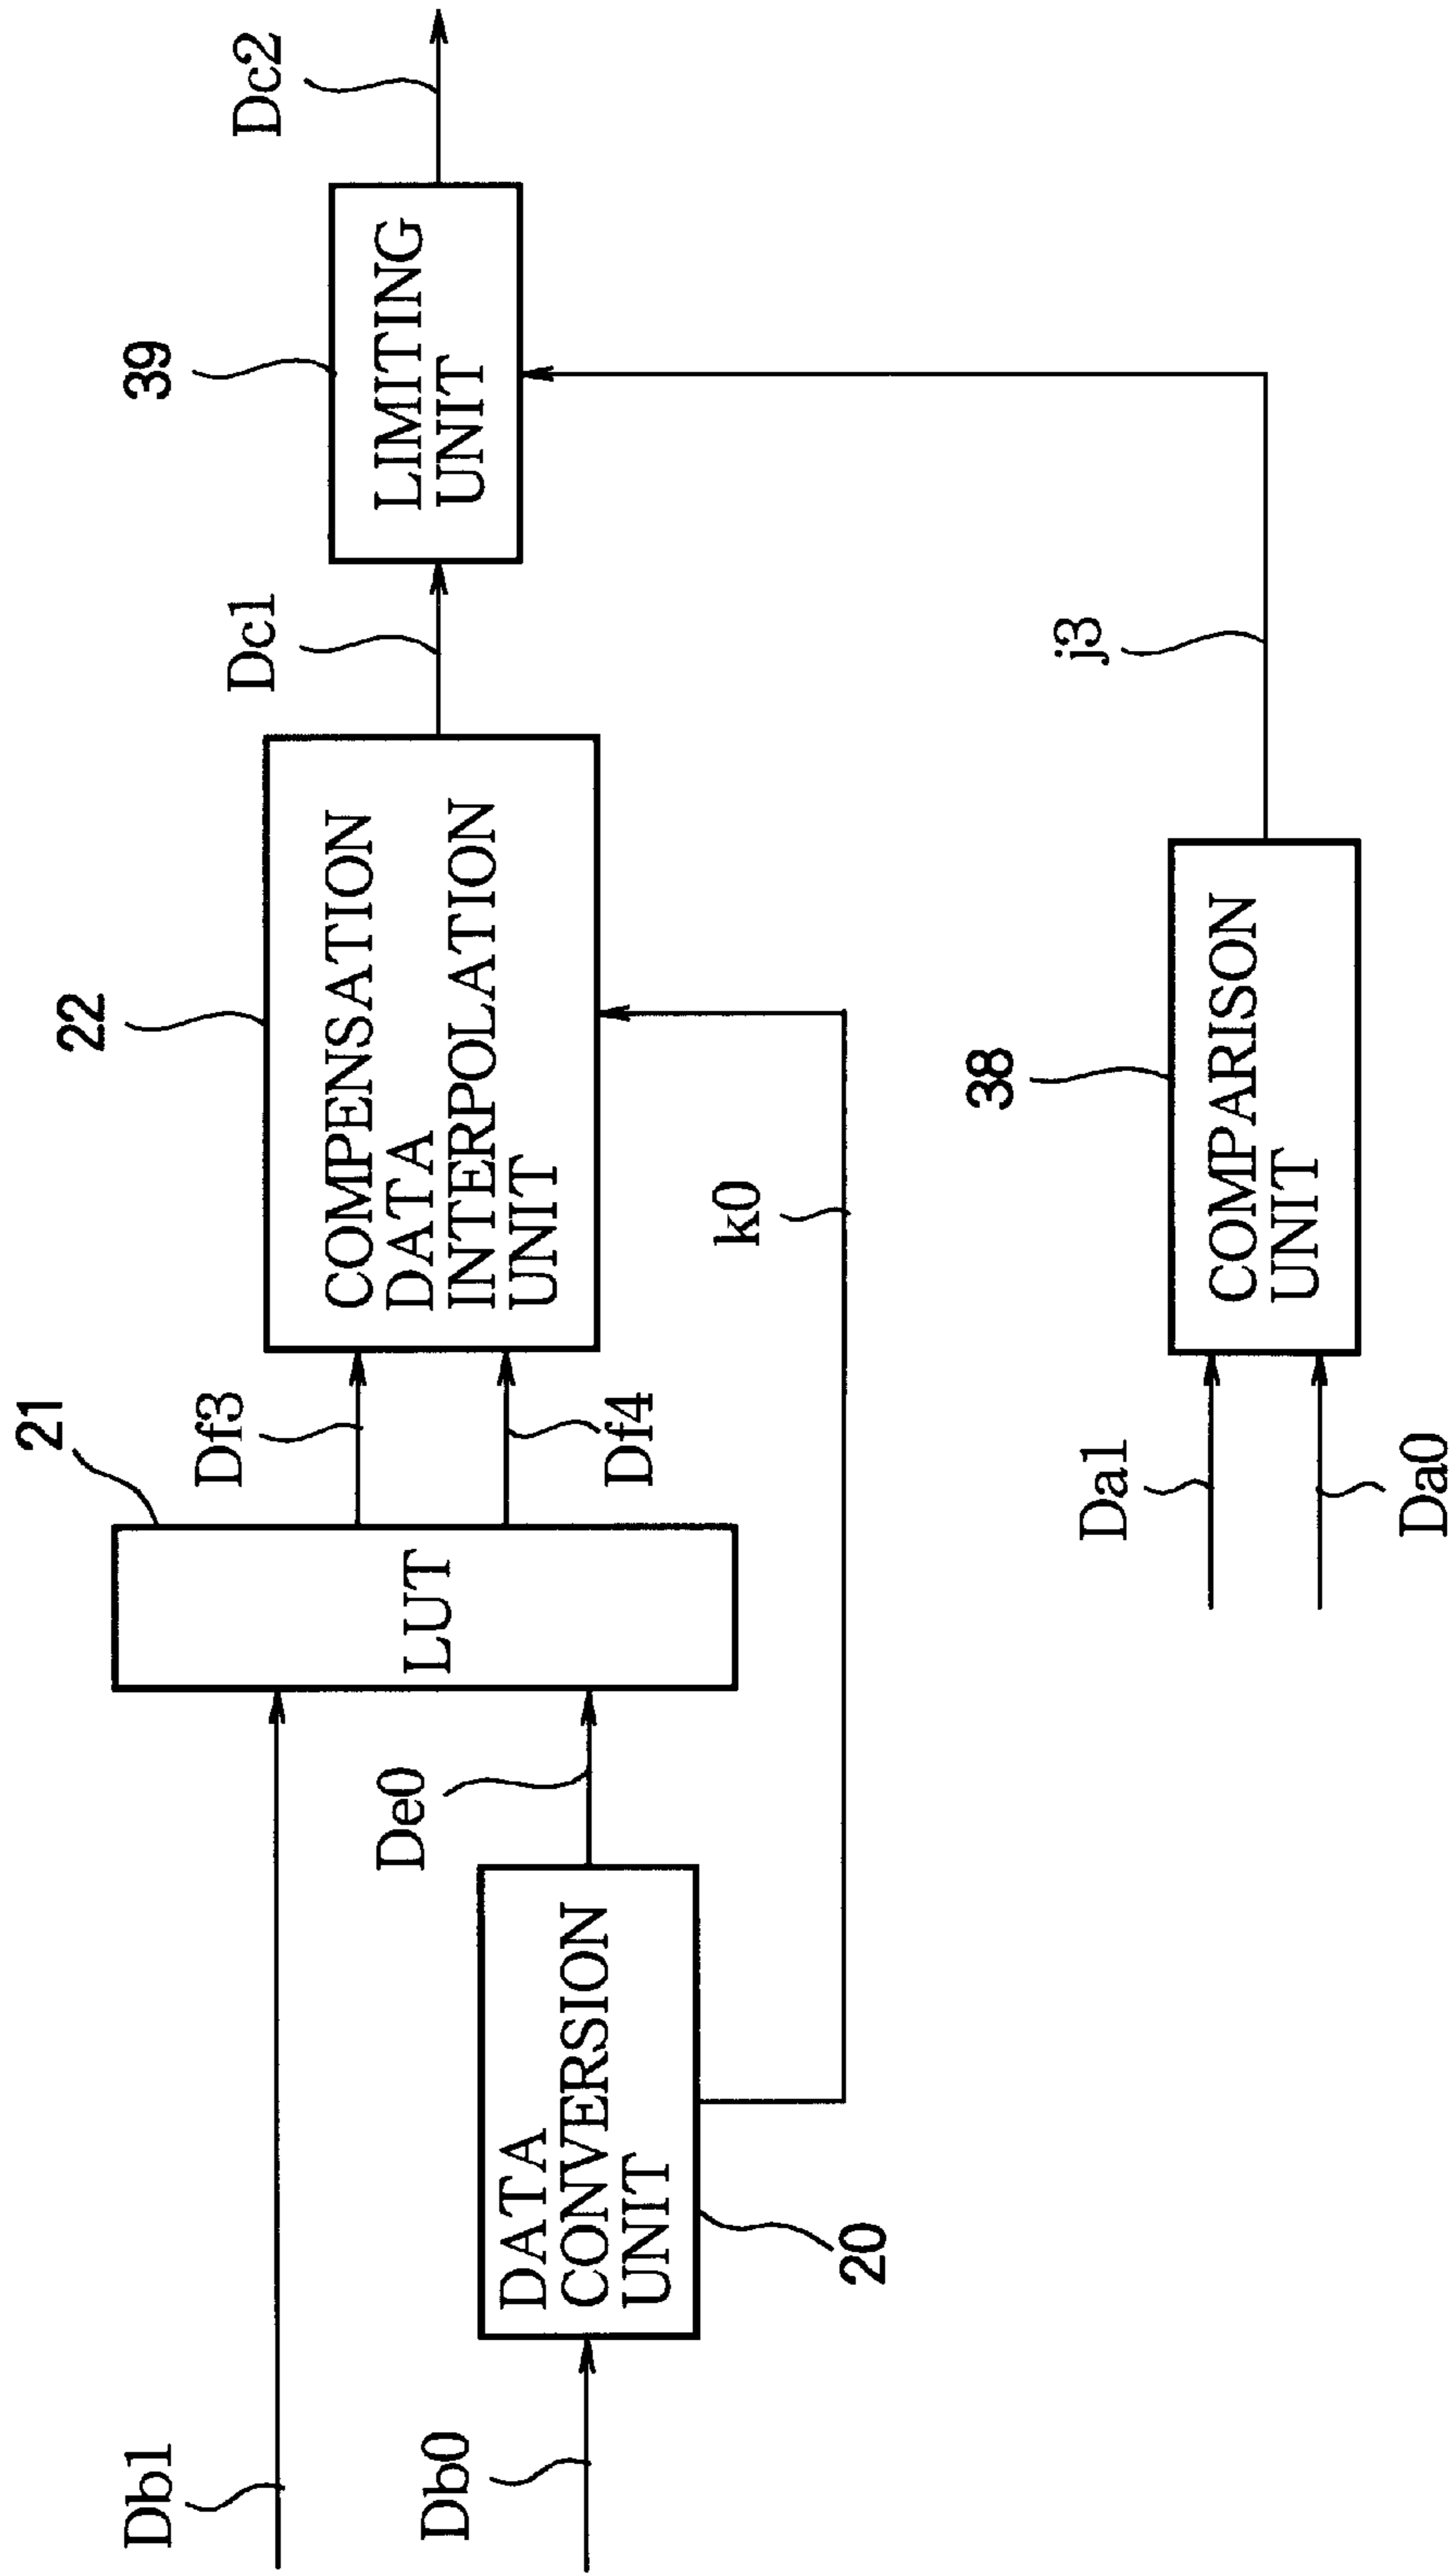 Db1
Db0
DATA
CONVERSION
UNIT
20
De0
k0
LUT
21
Df3
Df4
COMPENSATION
DATA
INTERPOLATION
UNIT
22
Dc1
LIMITING
UNIT
39
Dc2
Da1
Da0
COMPARISON
UNIT
38
j3